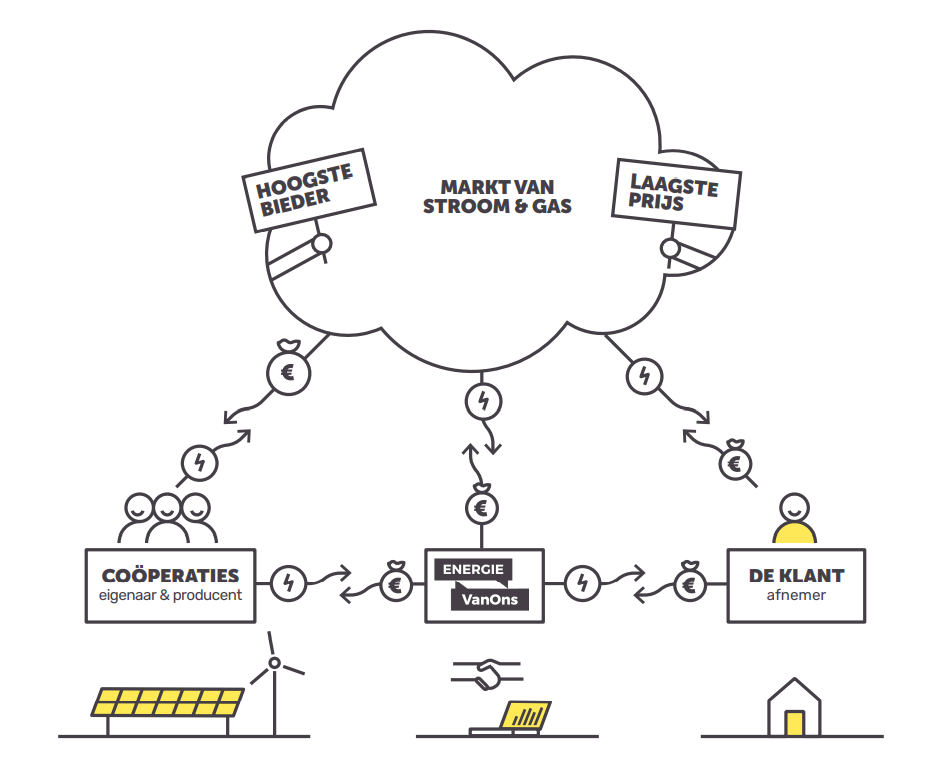 HOOGSTE
BIEDER
MARKT VAN
STROOM & GAS
LAAGSTE
PRIJS
€
€
€
COÖPERATIES
eigenaar & producent
€
ENERGIE
VanOns
€
DE KLANT
afnemer